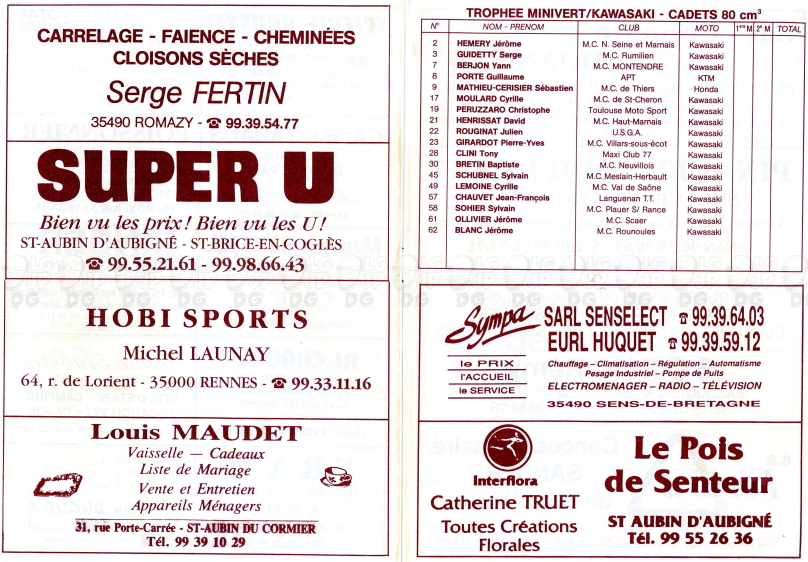 CARRELAGE - FAIENCE - CHEMINÉES
CLOISONS SÈCHES
Serge FERTIN
35490 ROMAZY - ☎ 99.39.54.77
SUPER U
Bien vu les prix! Bien vu les U!
ST-AUBIN D'AUBIGNÉ - ST-BRICE-EN-COGLÈS
☎ 99.55.21.61 - 99.98.66.43
HOBI SPORTS
Michel LAUNAY
64, r. de Lorient - 35000 RENNES - ☎ 99.33.11.16
Louis MAUDET
Vaisselle — Cadeaux
Liste de Mariage
Vente et Entretien
Appareils Ménagers
31, rue Porte-Carrée - ST-AUBIN DU CORMIER
Tél. 99 39 10 29
TROPHEE MINIVERT/KAWASAKI - CADETS 80 cm³
N° NOM - PRENOM CLUB MOTO 1ère M 2e M TOTAL
2 HEMERY Jérôme M.C. N. Seine et Marnais Kawasaki
3 GUIDETTY Serge M.C. Rumilien Kawasaki
7 BERJON Yann M.C. MONTENDRE Kawasaki
8 PORTE Guillaume APT KTM
9 MATHIEU-CERISIER Sébastien M.C. de Thiers Honda
17 MOULARD Cyrille M.C. de St-Cheron Kawasaki
19 PERUZZARO Christophe Toulouse Moto Sport Kawasaki
21 HENRISSAT David M.C. Haut-Marnais Kawasaki
22 ROUGINAT Julien U.S.G.A. Kawasaki
23 GIRARDOT Pierre-Yves M.C. Villars-sous-écot Kawasaki
28 CLINI Tony Maxi Club 77 Kawasaki
30 BRETIN Baptiste M.C. Neuvillois Kawasaki
45 SCHUBNEL Sylvain M.C.Meslain-Herbault Kawasaki
49 LEMOINE Cyrille M.C. Val de Saône Kawasaki
57 CHAUVET Jean-François Languenan T.T. Kawasaki
58 SOHIER Sylvain M.C. Plauer S/ Rance Kawasaki
61 OLLIVIER Jérôme M.C. Scaer Kawasaki
62 BLANC Jérôme M.C. Rounoules Kawasaki
Sympa
SARL SENSELECT ☎ 99.39.64.03
EURL HUQUET ☎ 99.39.59.12
le PRIX
l'ACCUEIL
le SERVICE
Chauffage – Climatisation – Régulation – Automatisme
Pesage Industriel – Pompe de Puits
ELECTROMENAGER – RADIO – TÉLÉVISION
35490 SENS-DE-BRETAGNE
Interflora
Catherine TRUET
Toutes Créations
Florales
Le Pois
de Senteur
ST AUBIN D'AUBIGNÉ
Tél. 99 55 26 36